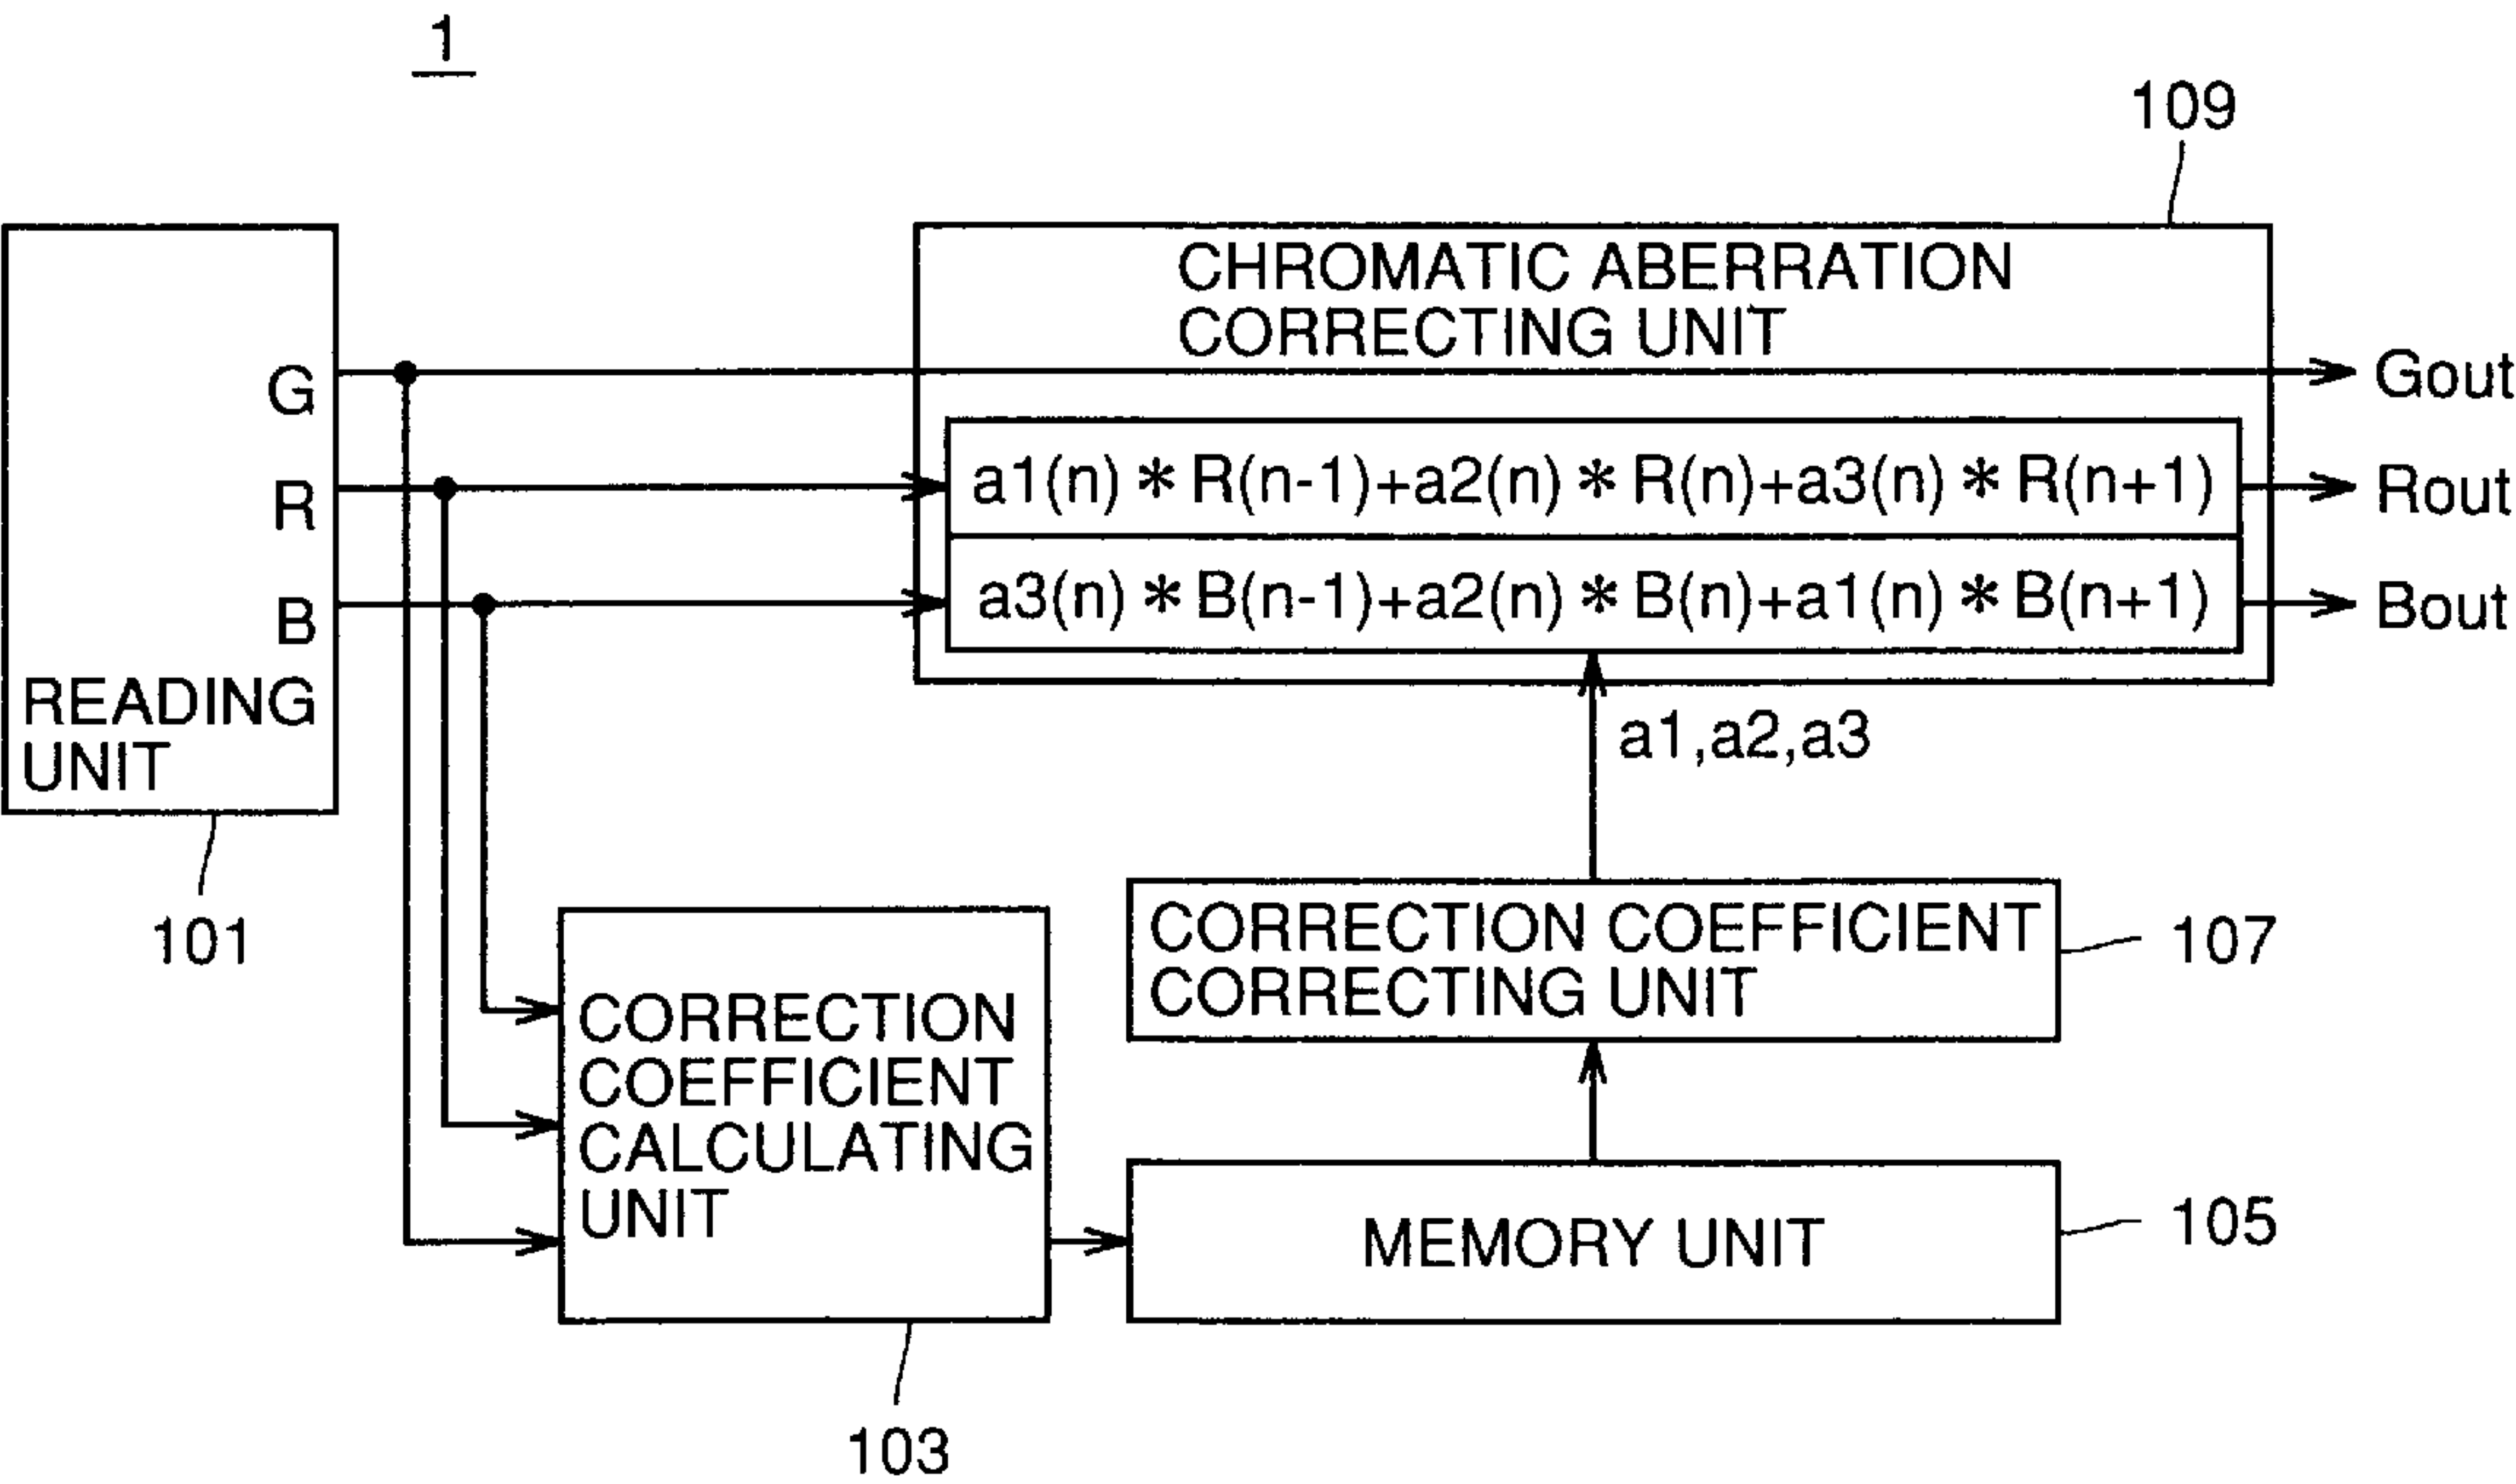 1
109
CHROMATIC ABERRATION
CORRECTING UNIT
G
Gout
a1(n) * R(n-1)+a2(n) * R(n)+a3(n) * R(n+1)
R
Rout
a3(n) * B(n-1)+a2(n) * B(n)+a1(n) * B(n+1)
B
Bout
READING
UNIT
a1,a2,a3
101
CORRECTION COEFFICIENT
CORRECTING UNIT
107
CORRECTION
COEFFICIENT
CALCULATING
UNIT
MEMORY UNIT
105
103